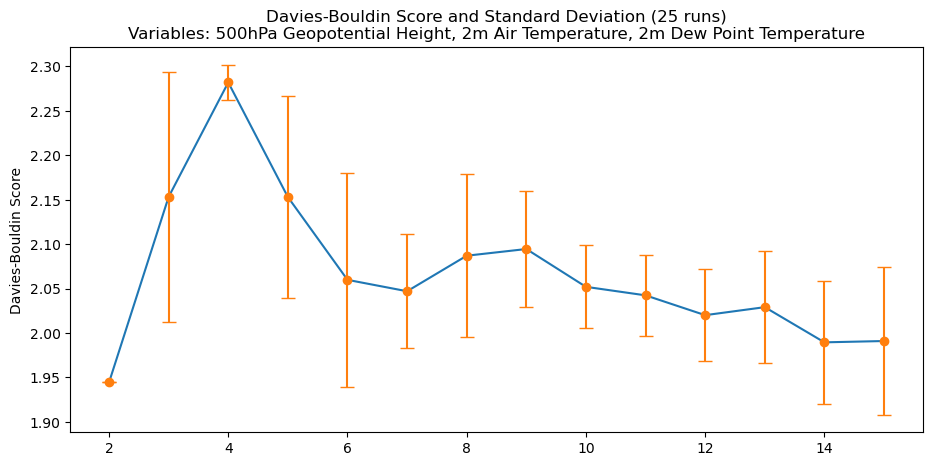 Davies-Bouldin Score and Standard Deviation (25 runs)
Variables: 500hPa Geopotential Height, 2m Air Temperature, 2m Dew Point Temperature
Davies-Bouldin Score
2.30
2.25
2.20
2.15
2.10
2.05
2.00
1.95
1.90
2 4 6 8 10 12 14